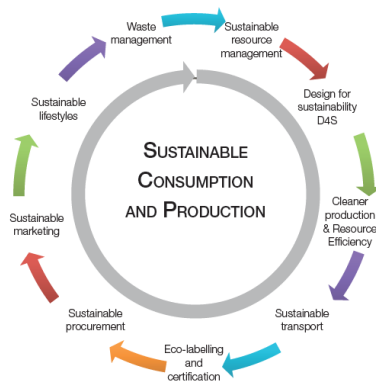 Waste
management
Sustainable
resource
management
Design for
sustainability
D4S
Cleaner
production
& Resource
Efficiency
Sustainable
transport
Eco-labelling
and
certification
Sustainable
procurement
Sustainable
marketing
Sustainable
lifestyles
SUSTAINABLE
CONSUMPTION
AND PRODUCTION